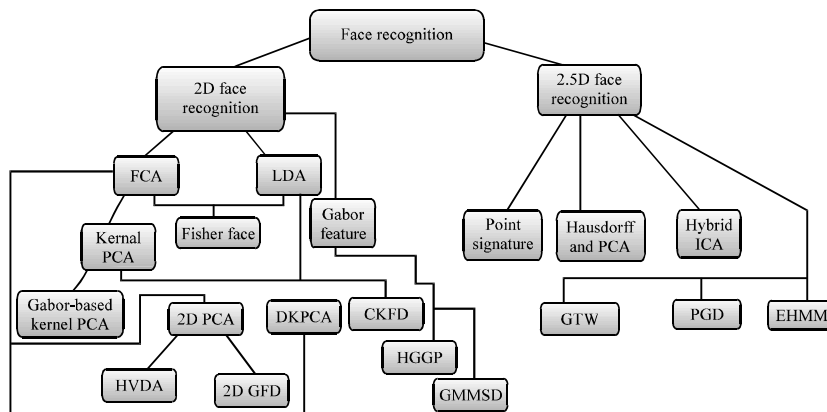 Face recognition
2D face
recognition
2.5D face
recognition
FCA
LDA
Kernal
PCA
Fisher face
Gabor
feature
Point
signature
Hausdorff
and PCA
Hybrid
ICA
Gabor-based
kernel PCA
2D PCA
DKPCA
CKFD
GTW
PGD
EHMM
HGGP
HVDA
2D GFD
GMMSD